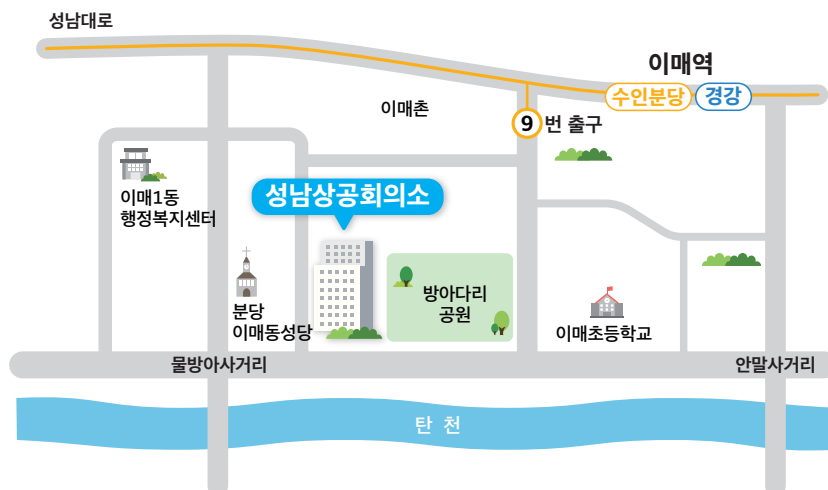 성남대로
이매역
수인분당
경강
이매촌
9 번 출구
이매1동
행정복지센터
성남상공회의소
분당
이매동성당
방아다리
공원
이매초등학교
물방아사거리
안말사거리
탄 천